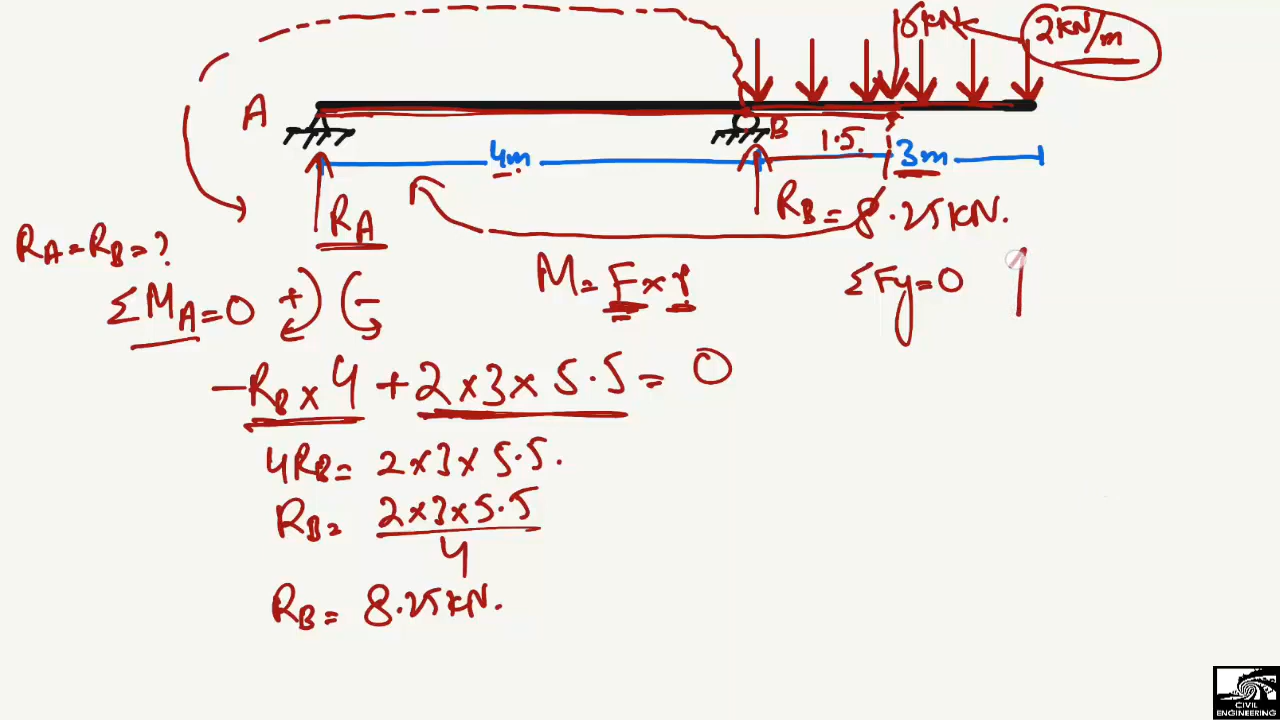 6kN
2kN/m
A
B
1.5
4m
3m
RA
RB = 8.25KN.
RA = RB = ?
ΣMA = 0 +) (-
M = F × r
ΣFy = 0
-RB × 4 + 2 × 3 × 5.5 = 0
4RB = 2 × 3 × 5.5.
RB = 2 × 3 × 5.5
4
RB = 8.25KN.
CIVIL
ENGINEERING